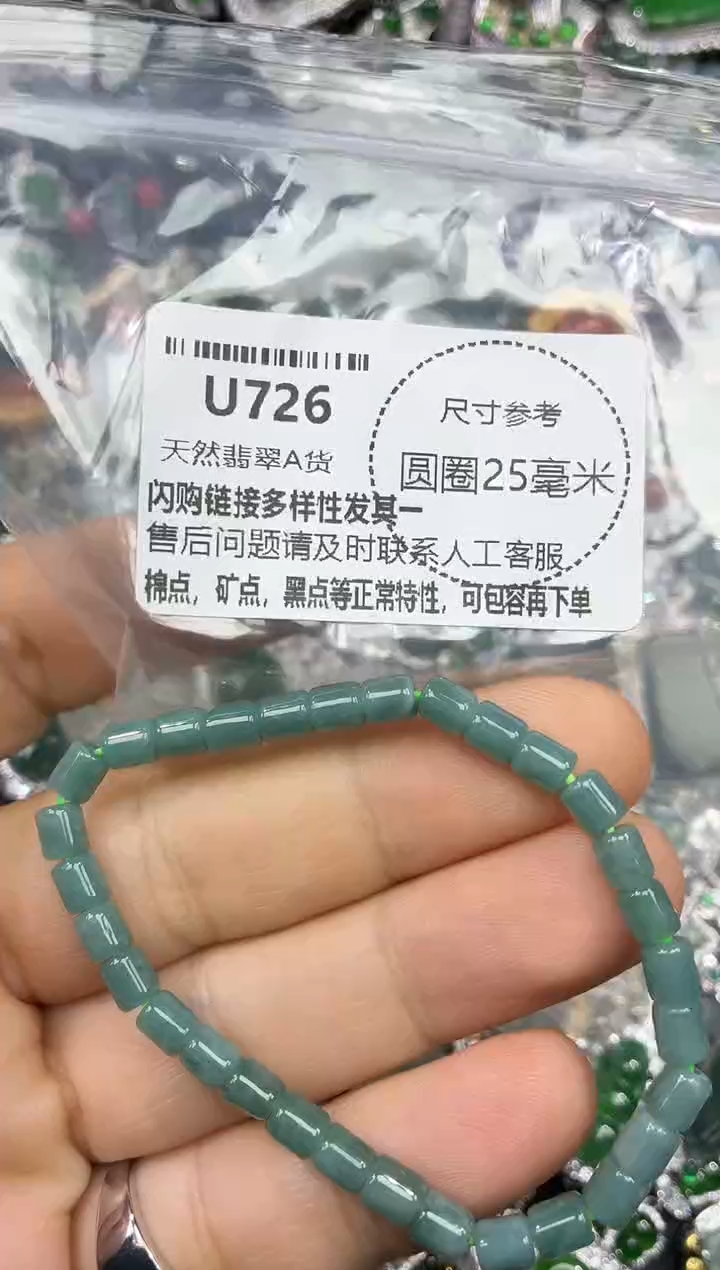 U726
尺寸参考
天然翡翠A货
圆圈25毫米
闪购链接多样性发其一
售后问题请及时联系人工客服
棉点，矿点，黑点等正常特性，可包容再下单